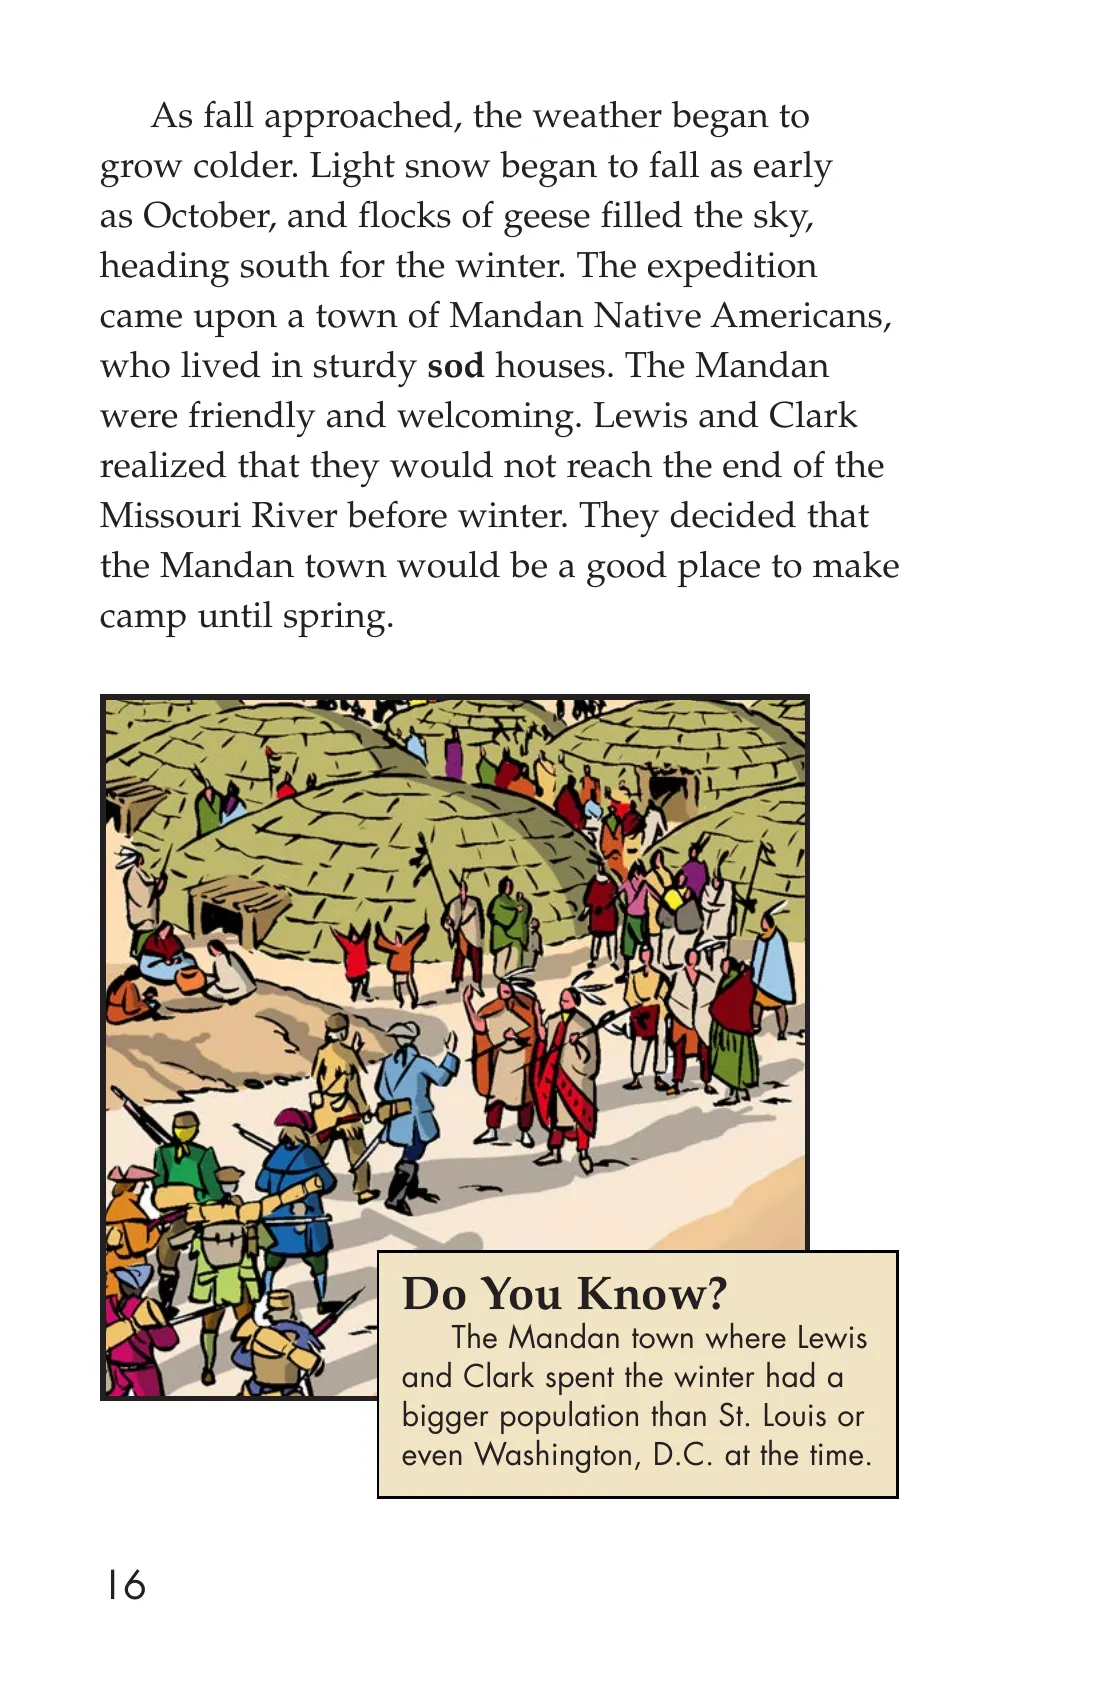 As fall approached, the weather began to
grow colder. Light snow began to fall as early
as October, and flocks of geese filled the sky,
heading south for the winter. The expedition
came upon a town of Mandan Native Americans,
who lived in sturdy sod houses. The Mandan
were friendly and welcoming. Lewis and Clark
realized that they would not reach the end of the
Missouri River before winter. They decided that
the Mandan town would be a good place to make
camp until spring.
Do You Know?
The Mandan town where Lewis
and Clark spent the winter had a
bigger population than St. Louis or
even Washington, D.C. at the time.
16